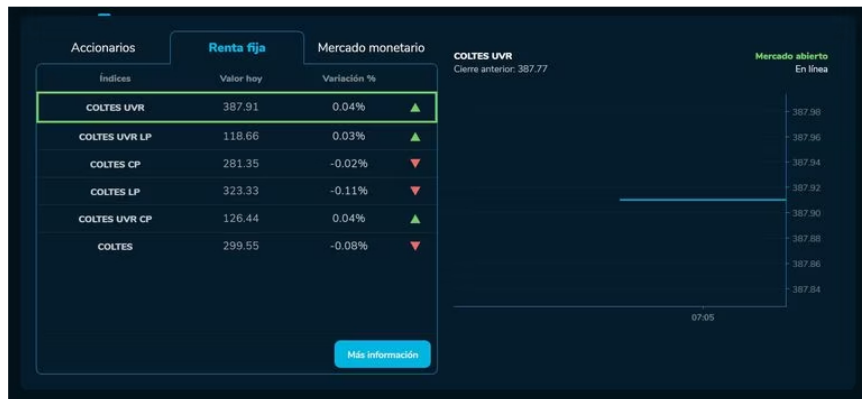 Accionarios Renta fija Mercado monetario
Índices Valor hoy Variación %
COLTES UVR 387.91 0.04%
COLTES UVR LP 118.66 0.03%
COLTES CP 281.35 -0.02%
COLTES LP 323.33 -0.11%
COLTES UVR CP 126.44 0.04%
COLTES 299.55 -0.08%
Más información
COLTES UVR Mercado abierto
Cierre anterior: 387.77 En línea
387.98
387.96
387.94
387.92
387.90
387.88
387.86
387.84
07:05